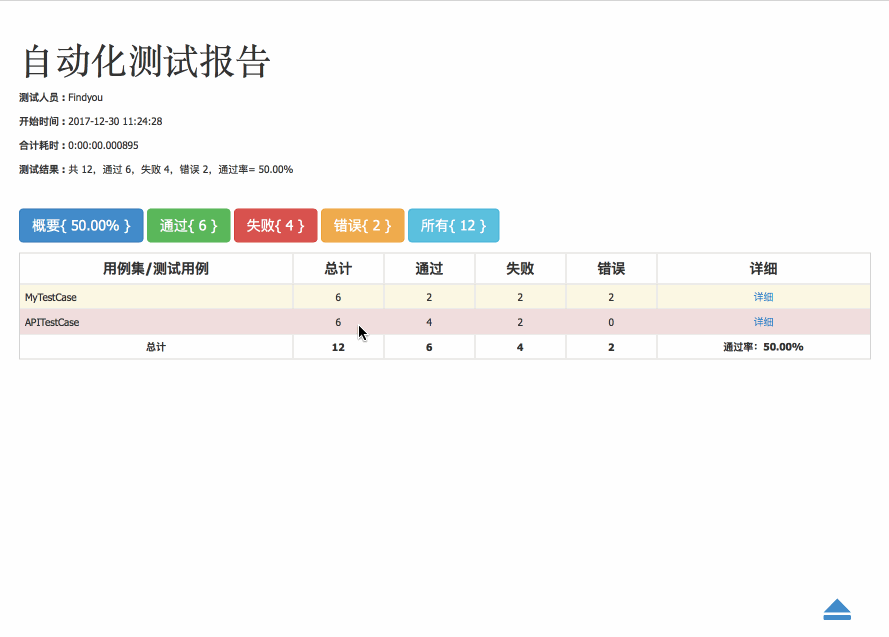 自动化测试报告
测试人员 : Findyou
开始时间 : 2017-12-30 11:24:28
合计耗时 : 0:00:00.000895
测试结果 : 共 12，通过 6，失败 4，错误 2，通过率= 50.00%
概要{ 50.00% } 通过{ 6 } 失败{ 4 } 错误{ 2 } 所有{ 12 }
用例集/测试用例 总计 通过 失败 错误 详细
MyTestCase 6 2 2 2 详细
APITestCase 6 4 2 0 详细
总计 12 6 4 2 通过率：50.00%